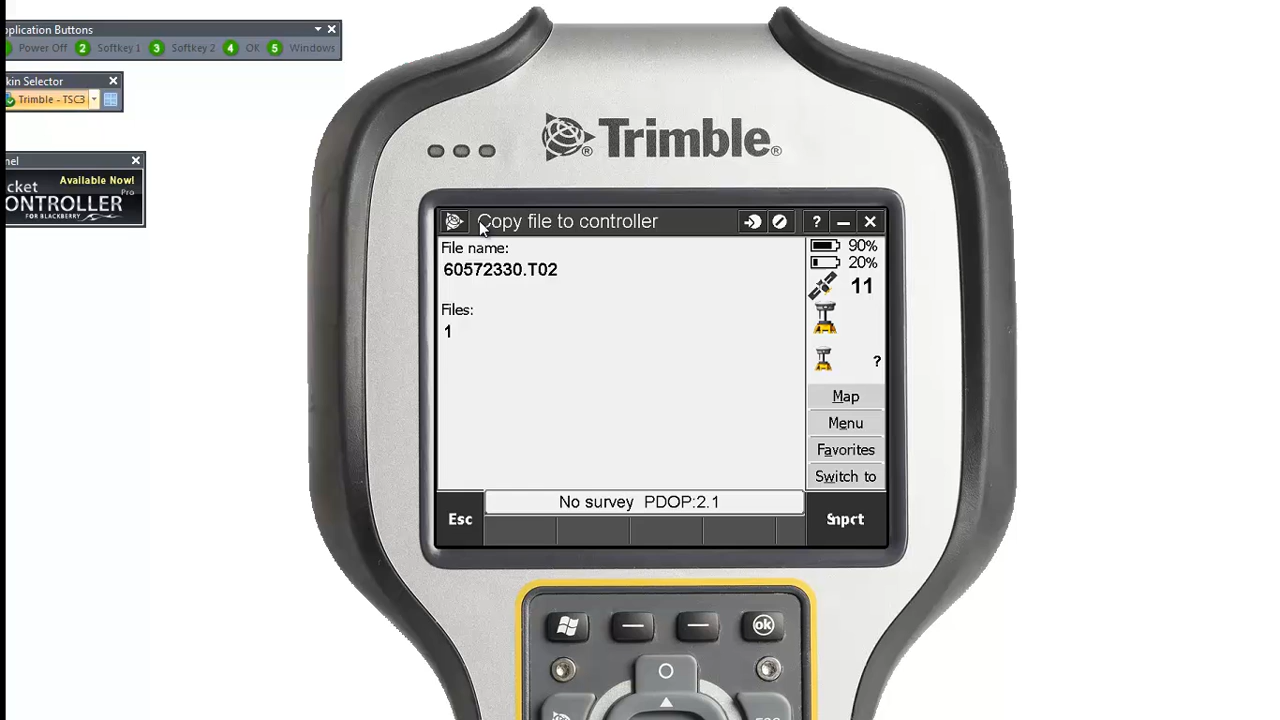 pplication Buttons
Power Off 2 Softkey 1 3 Softkey 2 4 OK 5 Windows
kin Selector
Trimble - TSC3
nel
Available Now!
Pro
cket
ONTROLLER
FOR BLACKBERRY
Trimble®
Copy file to controller ?
File name:
60572330.T02
Files:
1
90%
20%
11
?
Map
Menu
Favorites
Switch to
No survey PDOP:2.1
Esc
Snpct
ok